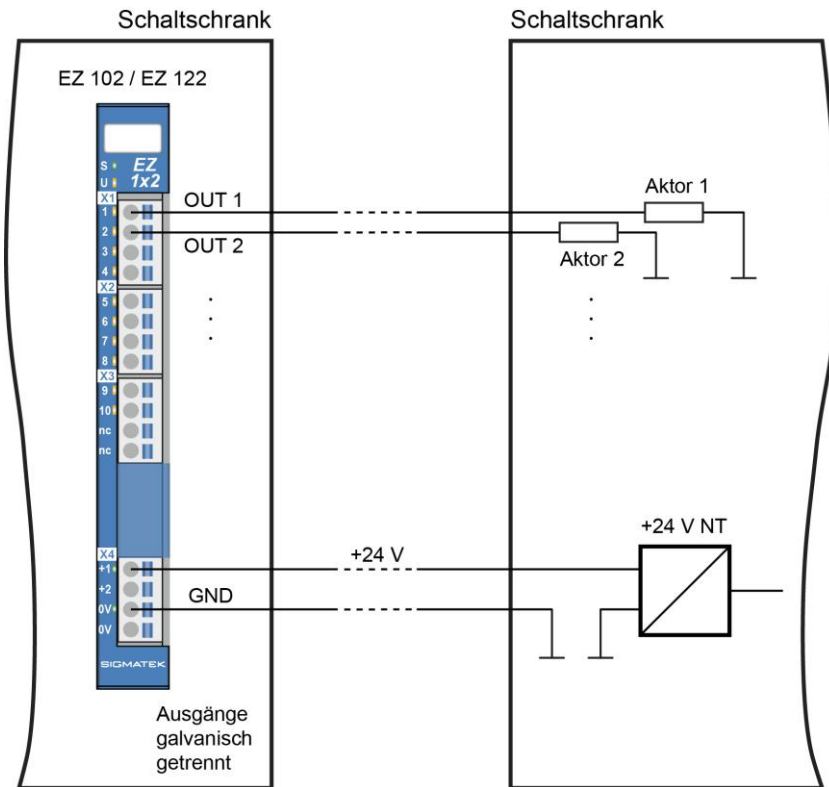 Schaltschrank
Schaltschrank
EZ 102 / EZ 122
S
EZ
U
1x2
X1
1
OUT 1
Aktor 1
2
OUT 2
Aktor 2
3
4
X2
5
6
7
8
X3
9
10
nc
nc
+24 V NT
X4
+1
+24 V
+2
0V
GND
0V
SIGMATEK
Ausgänge
galvanisch
getrennt